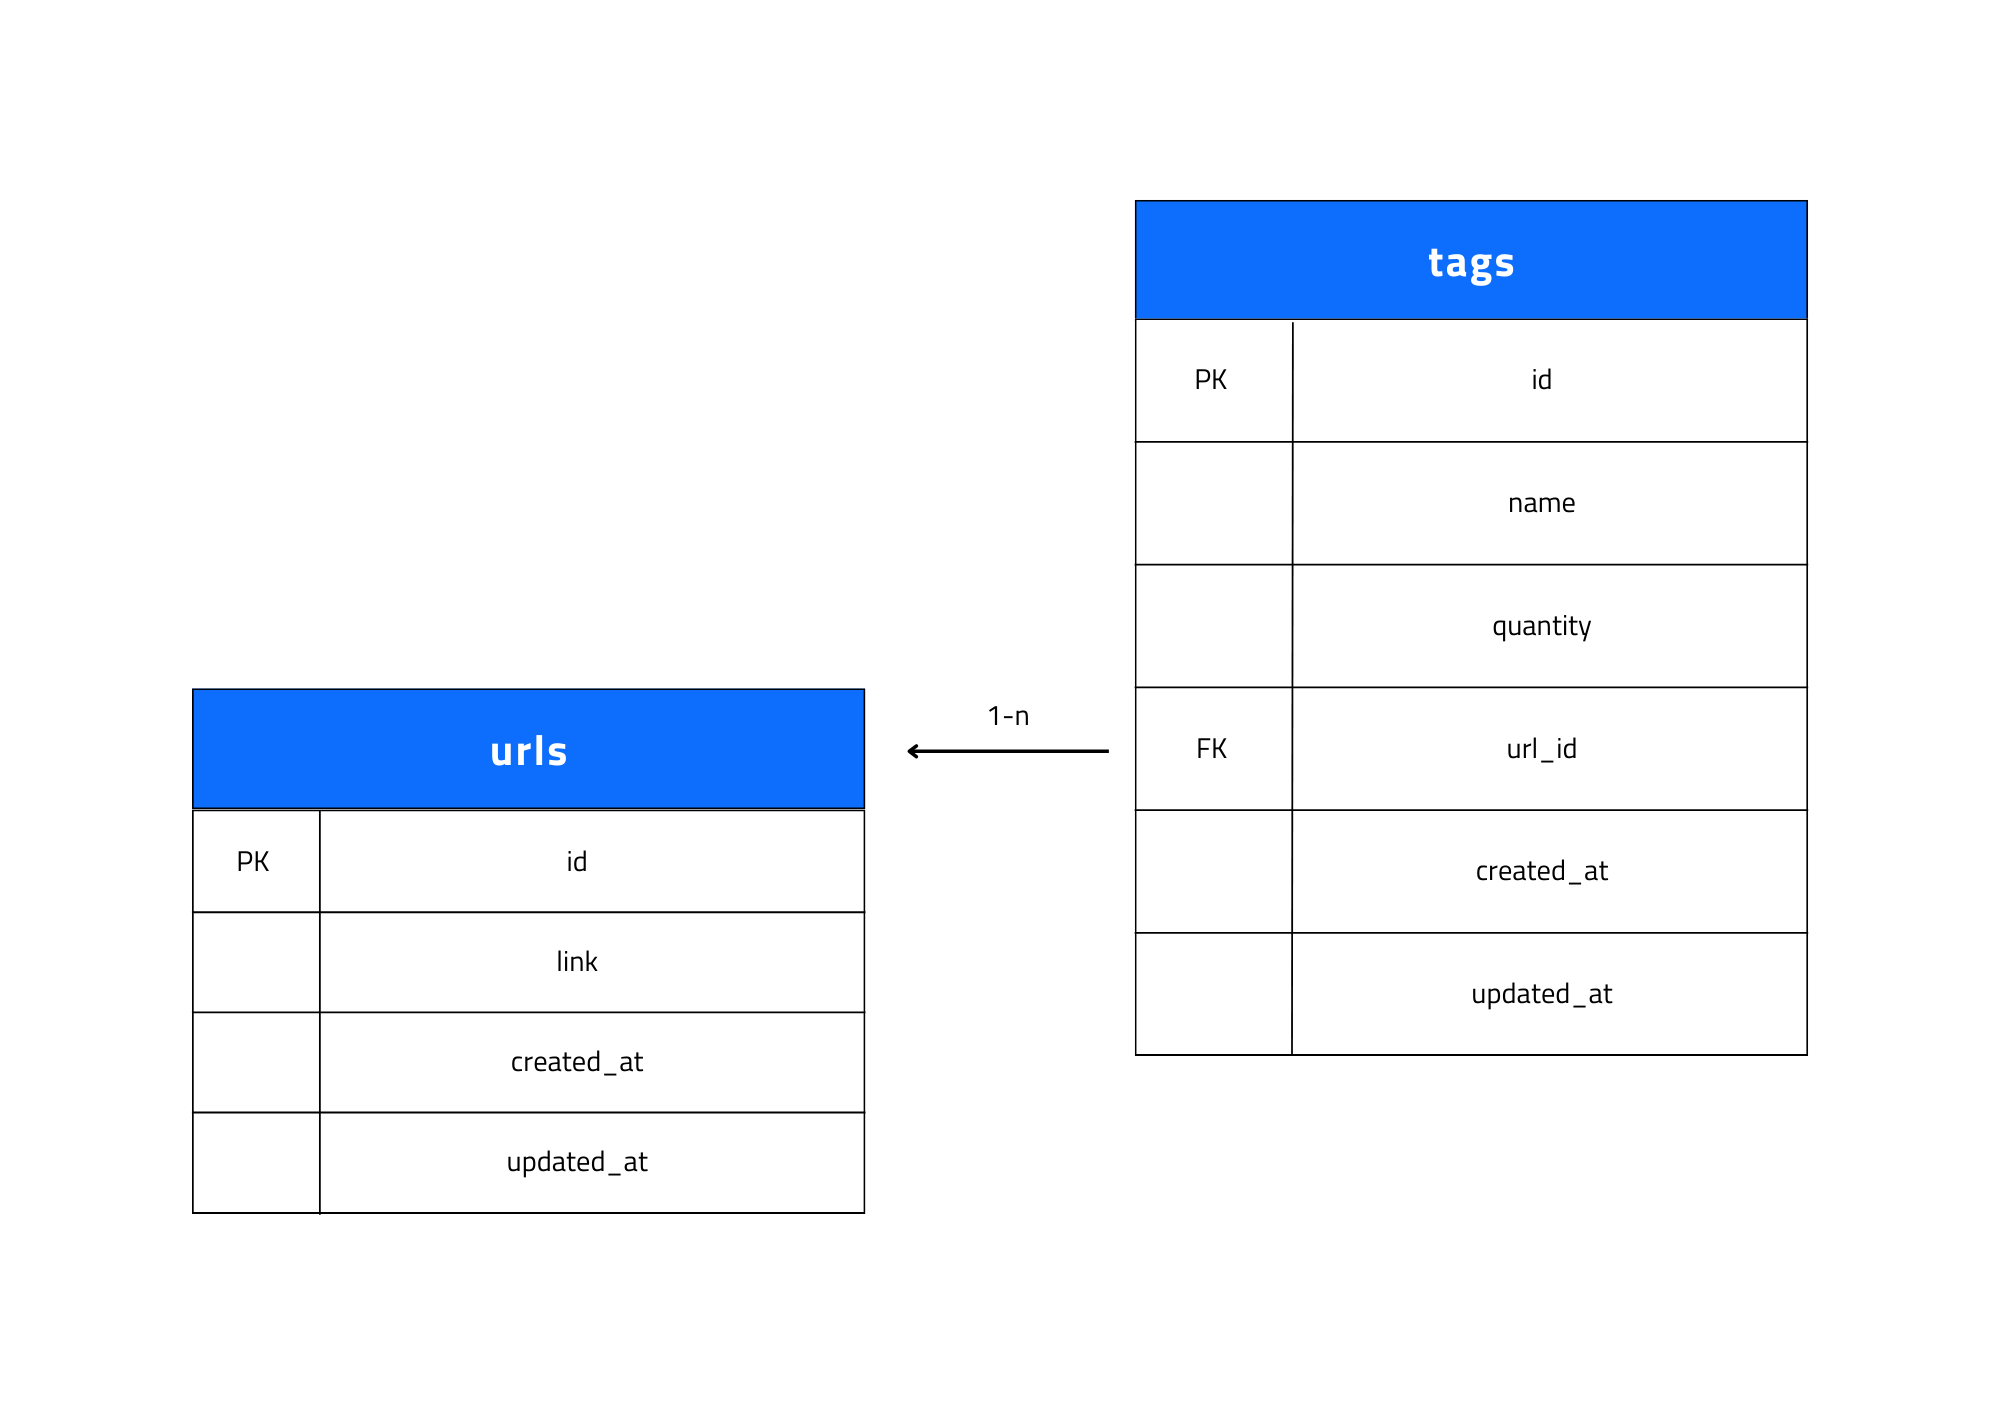 urls
PK id
link
created_at
updated_at
1-n
tags
PK id
name
quantity
FK url_id
created_at
updated_at